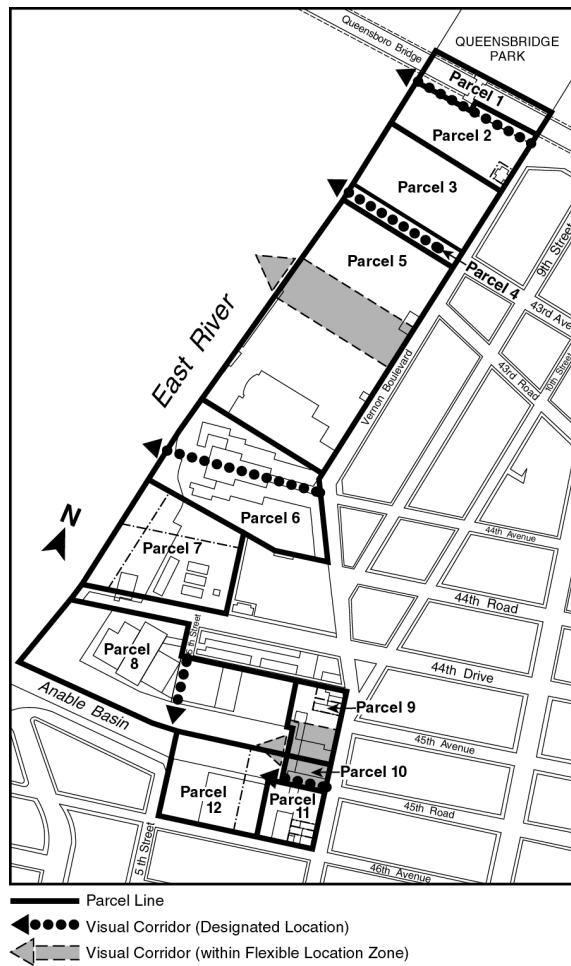 Queensboro Bridge
QUEENSBRIDGE
PARK
Parcel 1
Parcel 2
Parcel 3
9th Street
Parcel 4
Parcel 5
43rd Ave
10th Street
43rd Road
East River
Vernon Boulevard
N
Parcel 6
44th Avenue
Parcel 7
44th Road
5th Street
Parcel
8
44th Drive
Anable Basin
Parcel 9
45th Avenue
Parcel 10
Parcel
11
Parcel
12
45th Road
5 th Street
46th Avenue
Parcel Line
Visual Corridor (Designated Location)
Visual Corridor (within Flexible Location Zone)